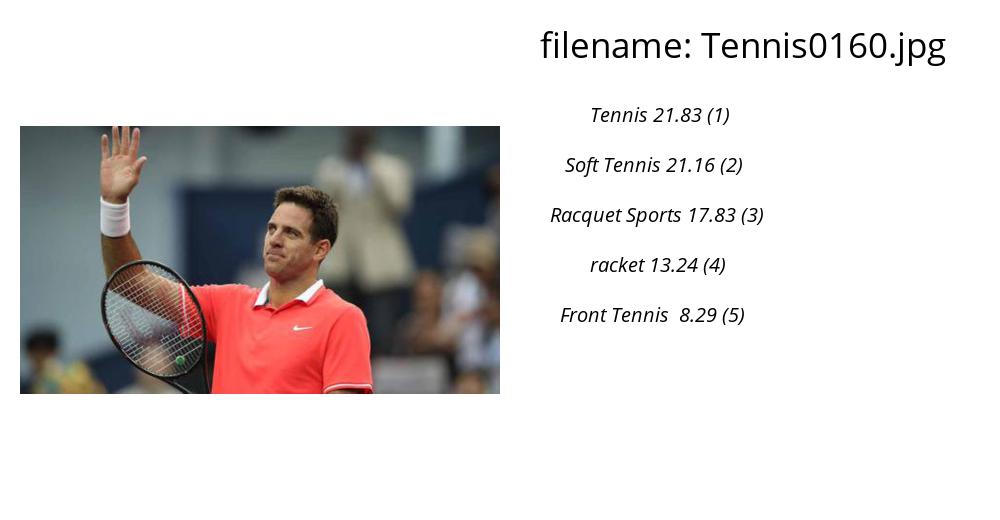 filename: Tennis0160.jpg
Tennis 21.83 (1)
Soft Tennis 21.16 (2)
Racquet Sports 17.83 (3)
racket 13.24 (4)
Front Tennis  8.29 (5)